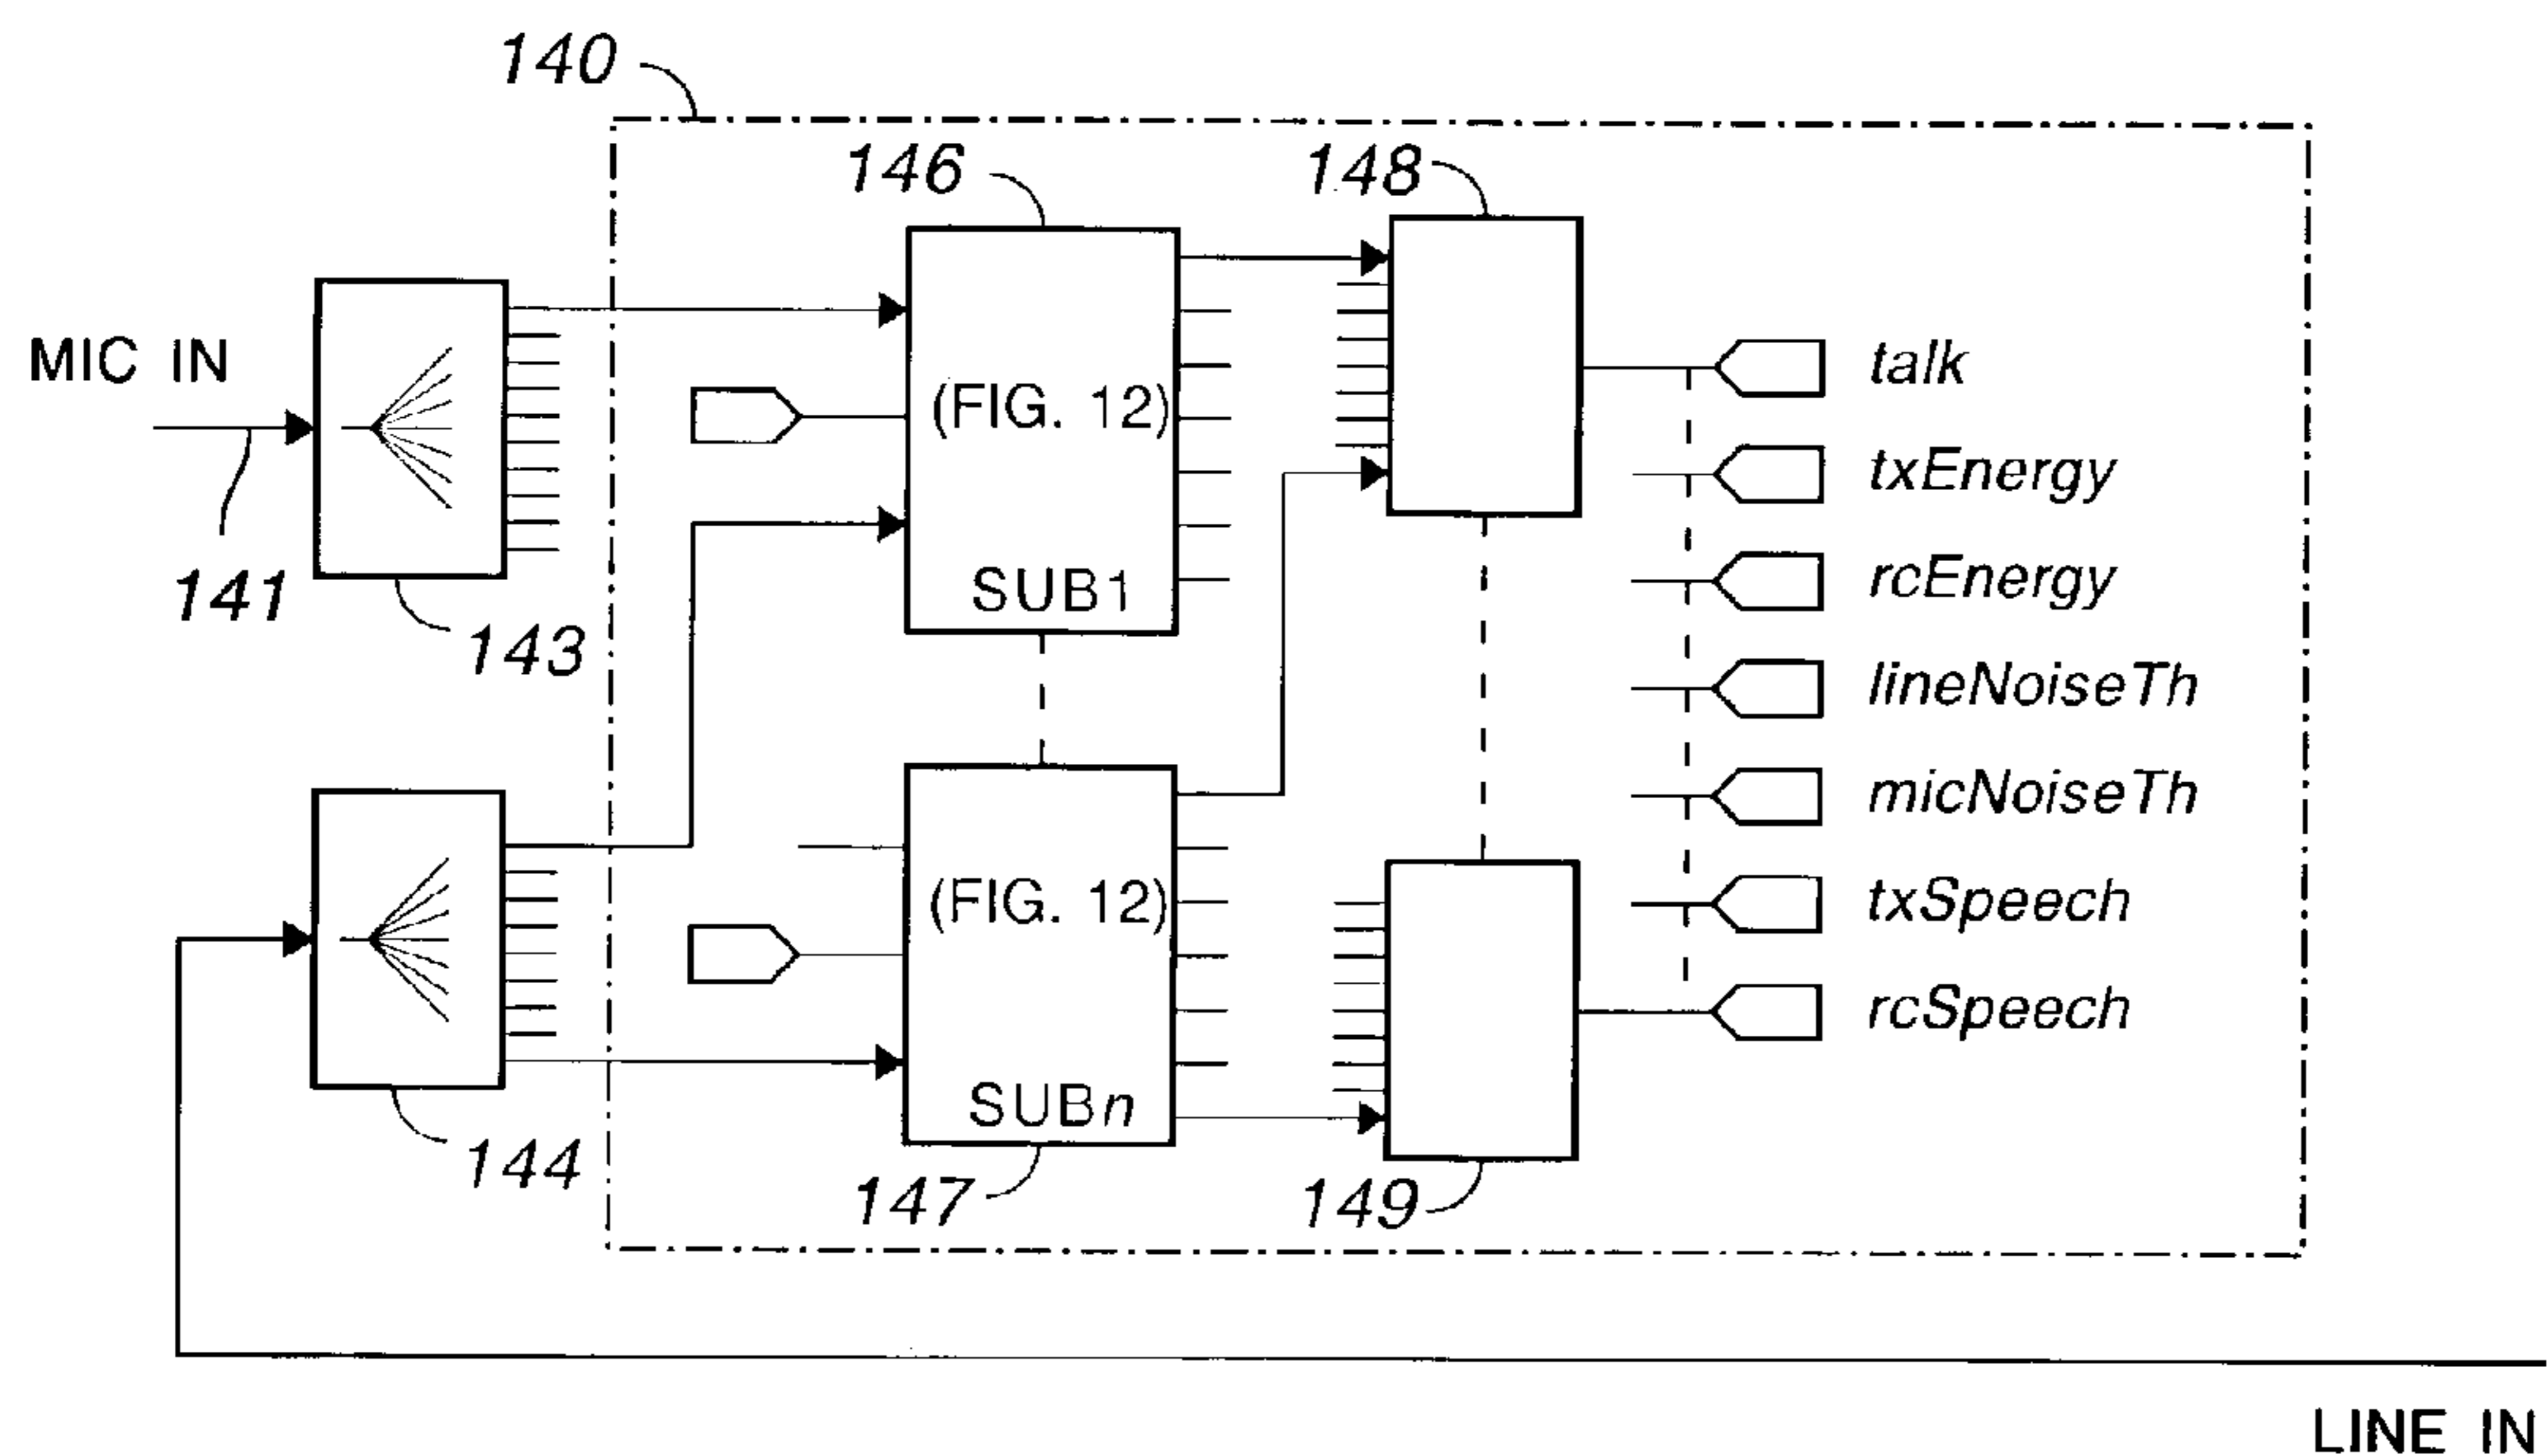 140
146
148
MIC IN
(FIG. 12)
talk
txEnergy
rcEnergy
SUB1
141
143
lineNoiseTh
micNoiseTh
(FIG. 12)
txSpeech
rcSpeech
SUBn
144
147
149
LINE IN